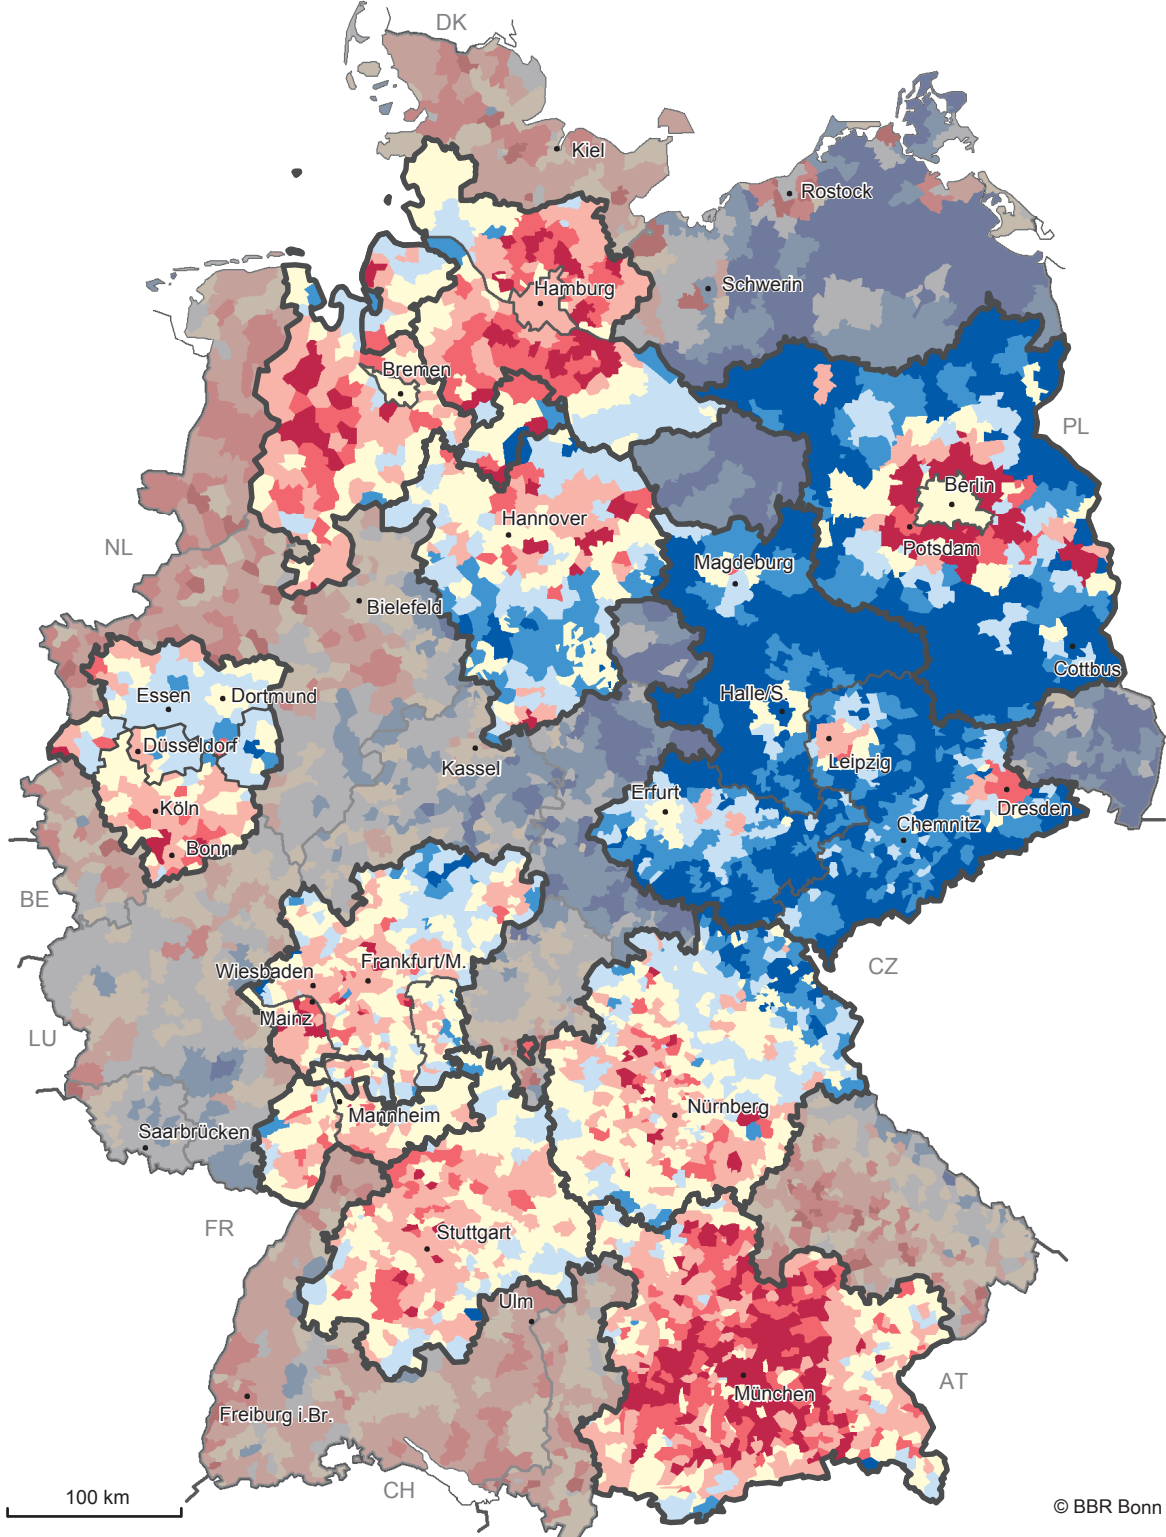 DK
Kiel
Rostock
Schwerin
Hamburg
Bremen
PL
Berlin
Hannover
Potsdam
NL
Magdeburg
Bielefeld
Cottbus
Essen
Dortmund
Halle/S.
Düsseldorf
Leipzig
Kassel
Erfurt
Köln
Dresden
Chemnitz
Bonn
BE
CZ
Frankfurt/M.
Wiesbaden
Mainz
LU
Nürnberg
Mannheim
Saarbrücken
FR
Stuttgart
Ulm
AT
München
Freiburg i.Br.
CH
100 km
© BBR Bonn